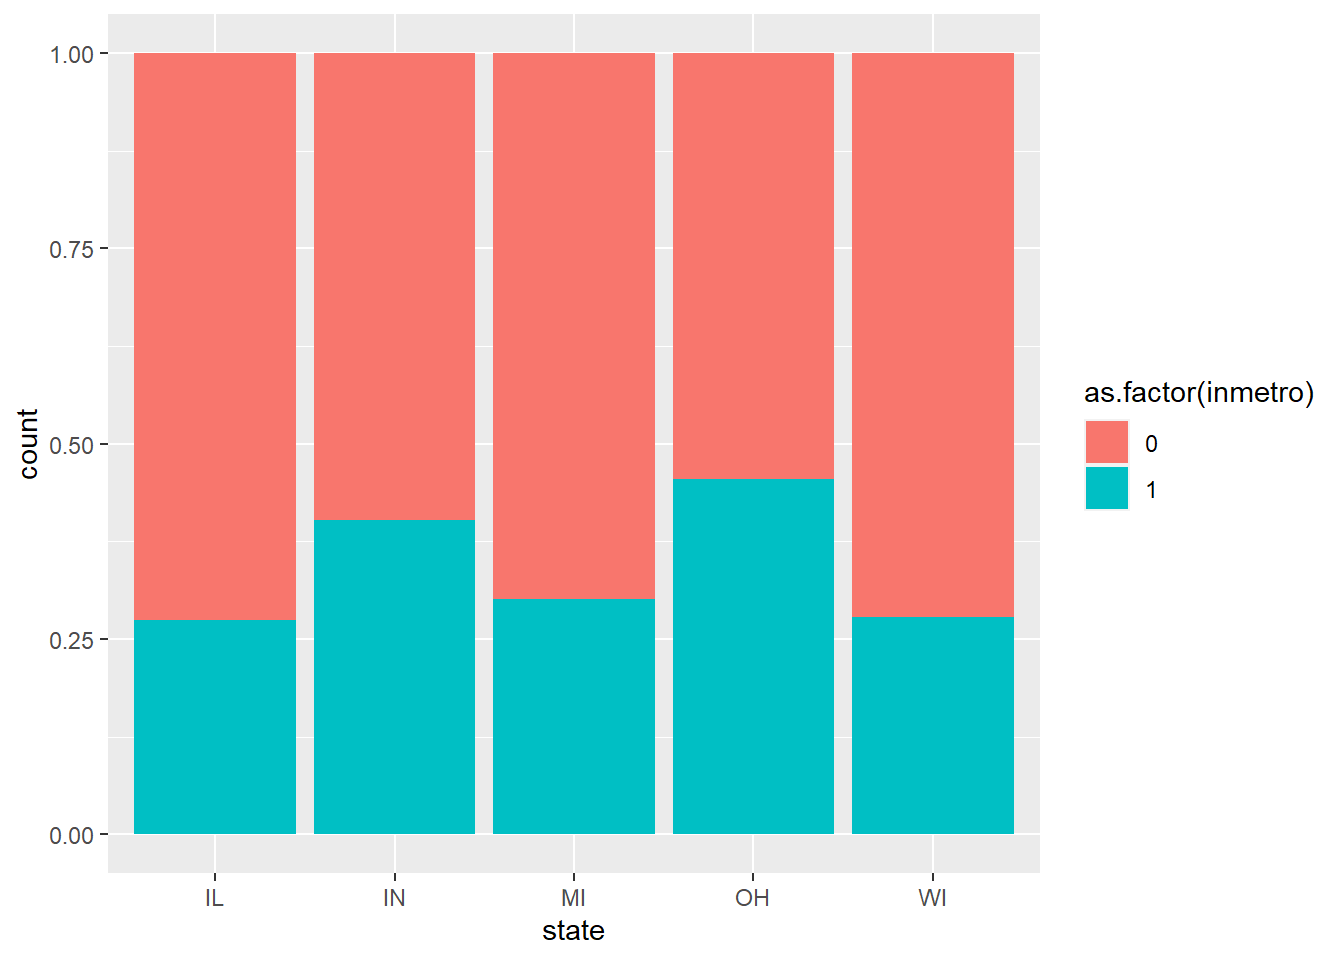 1.00
0.75
0.50
0.25
0.00
count
IL IN MI OH WI
state
as.factor(inmetro)
0
1